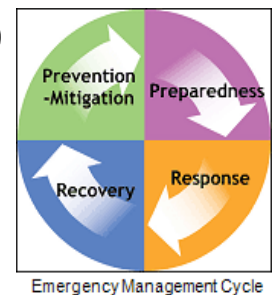 Prevention
-Mitigation
Preparedness
Recovery
Response
Emergency Management Cycle